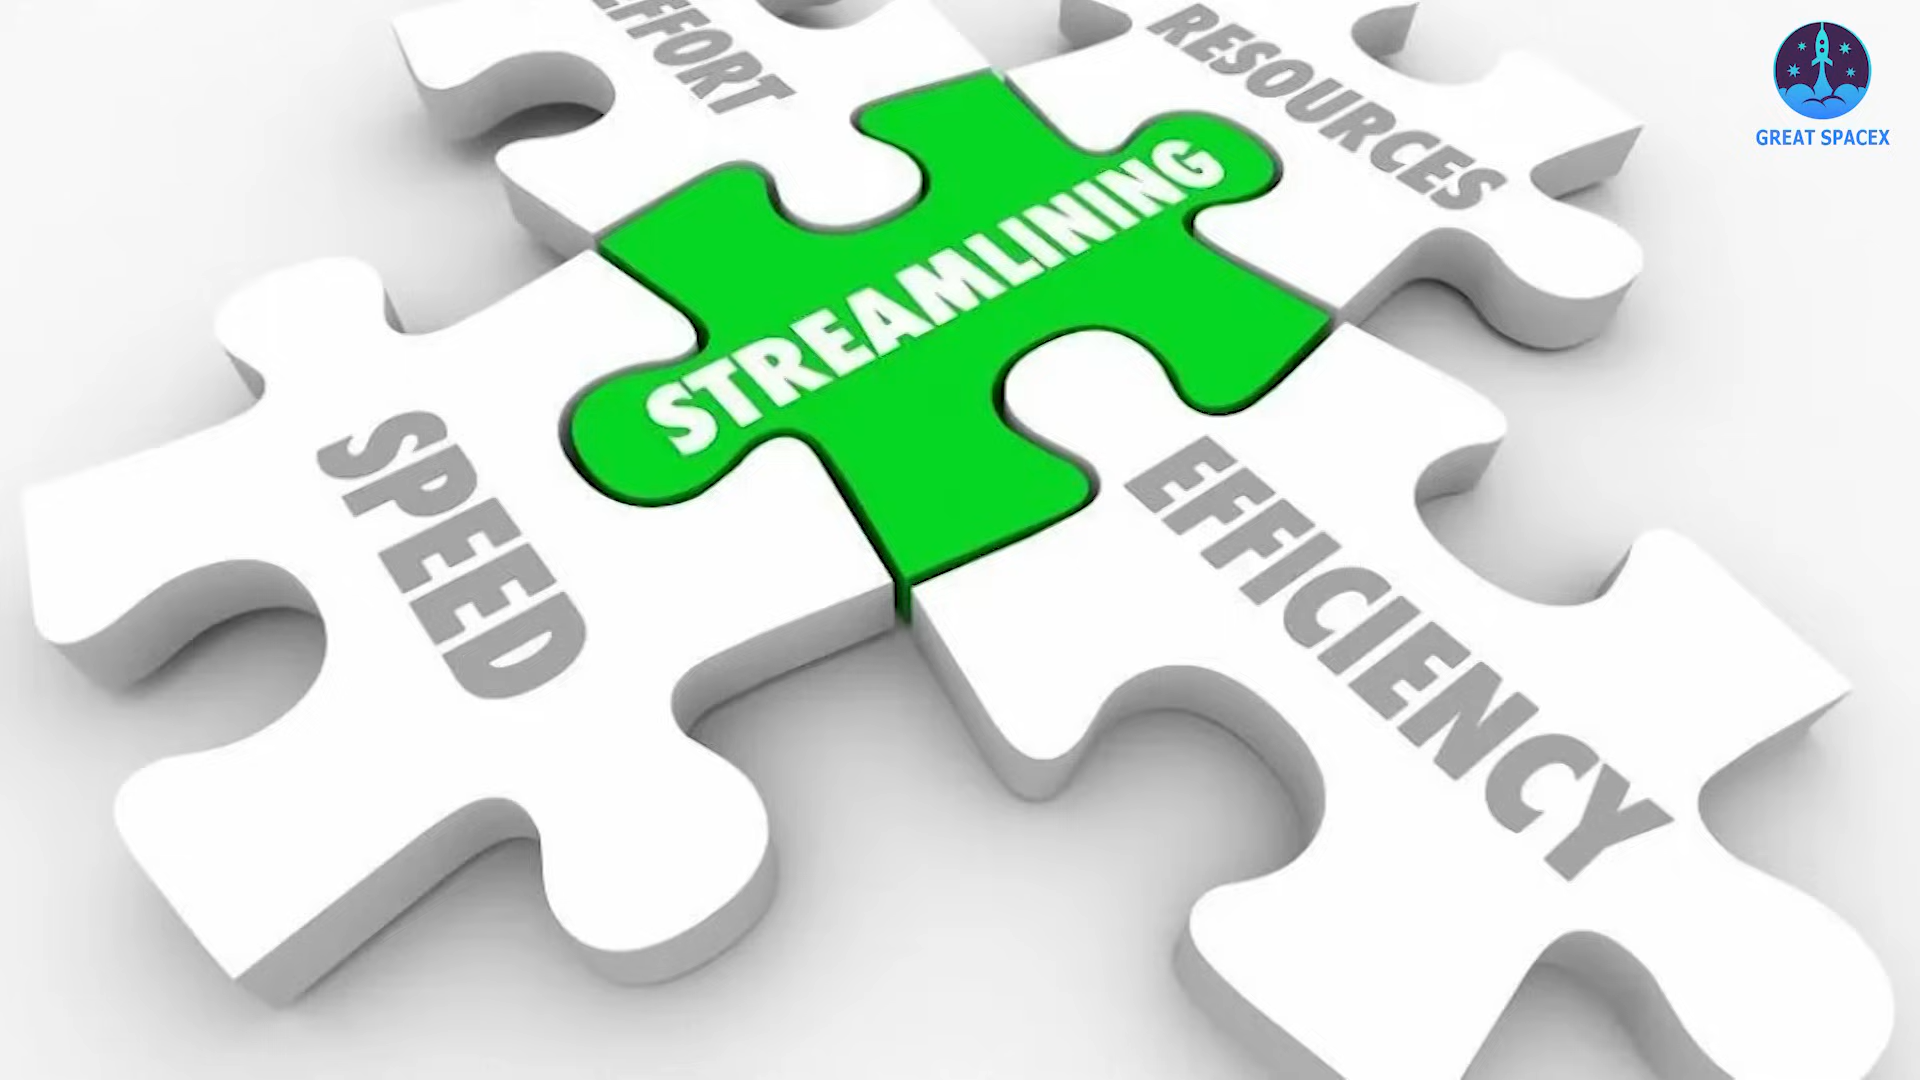 EFFORT
RESOURCES
GREAT SPACEX
STREAMLINING
SPEED
EFFICIENCY